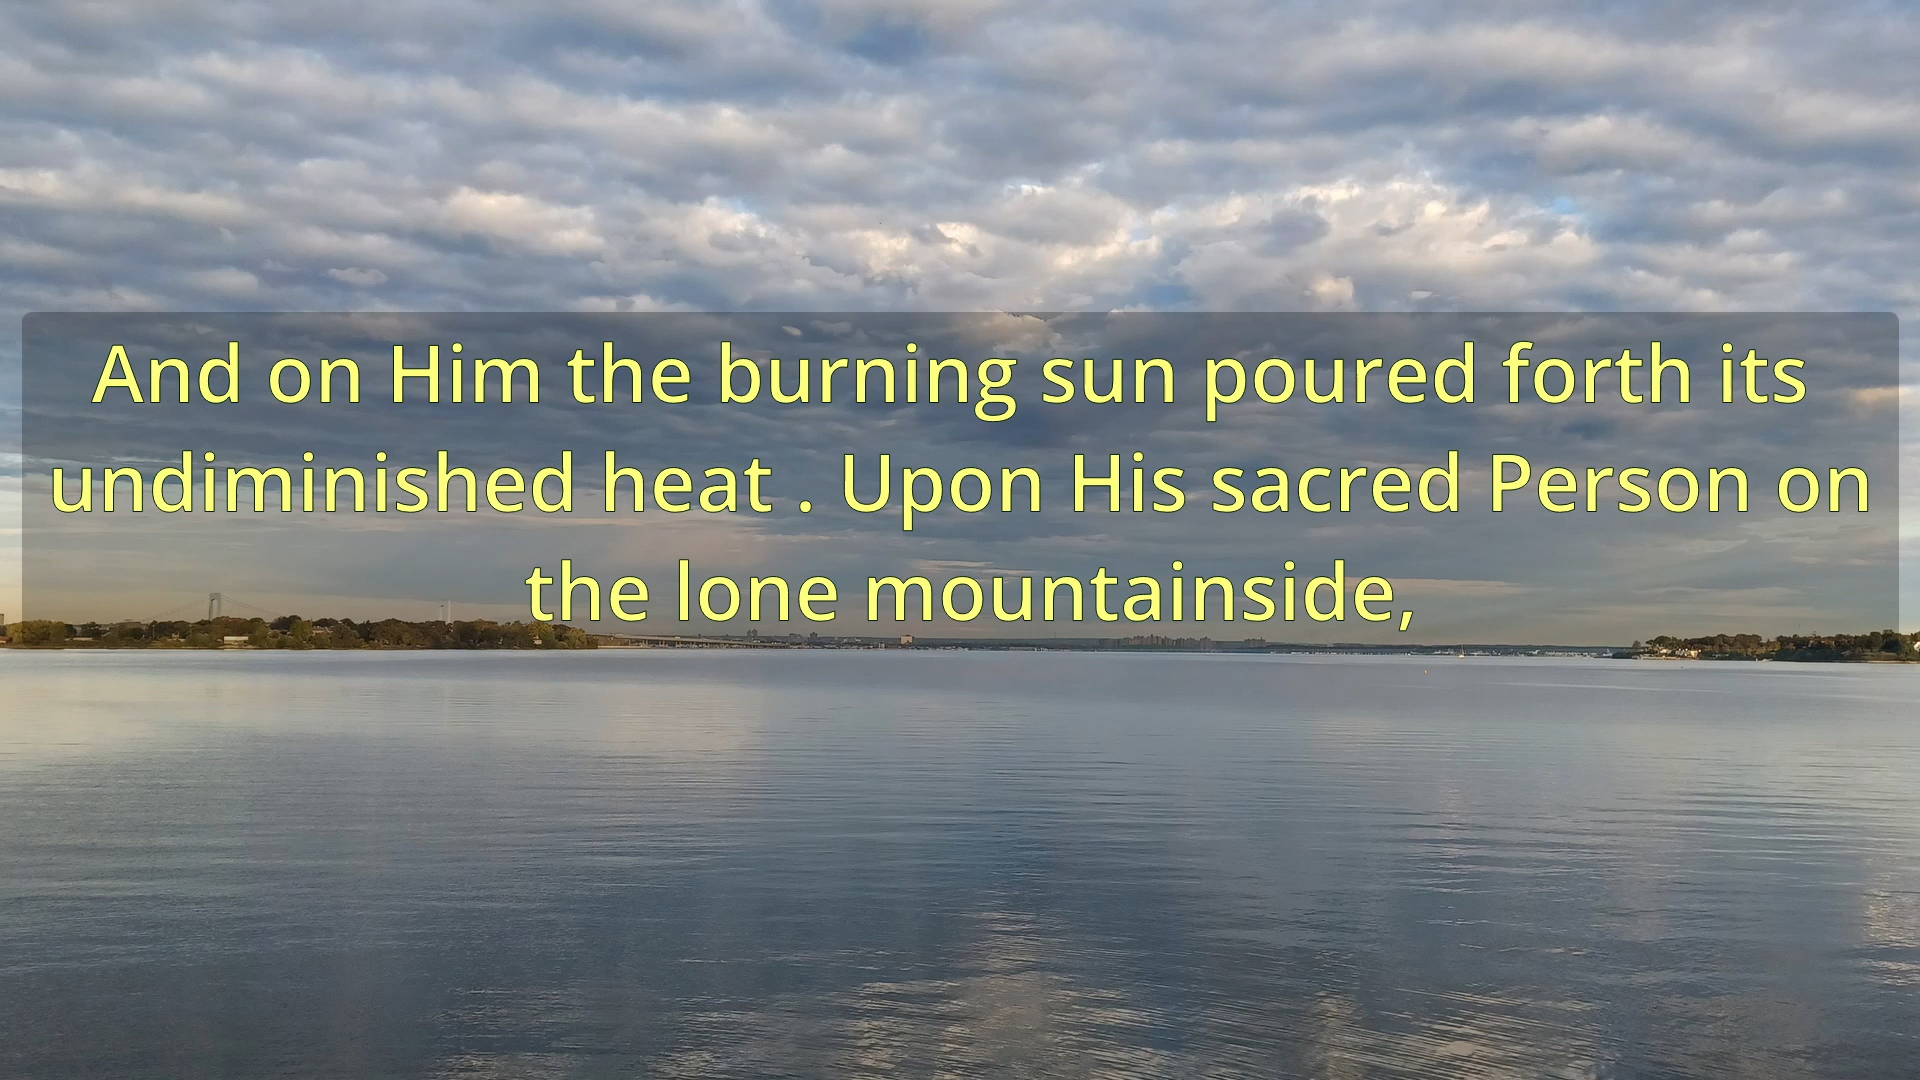 And on Him the burning sun poured forth its
undiminished heat . Upon His sacred Person on
the lone mountainside,